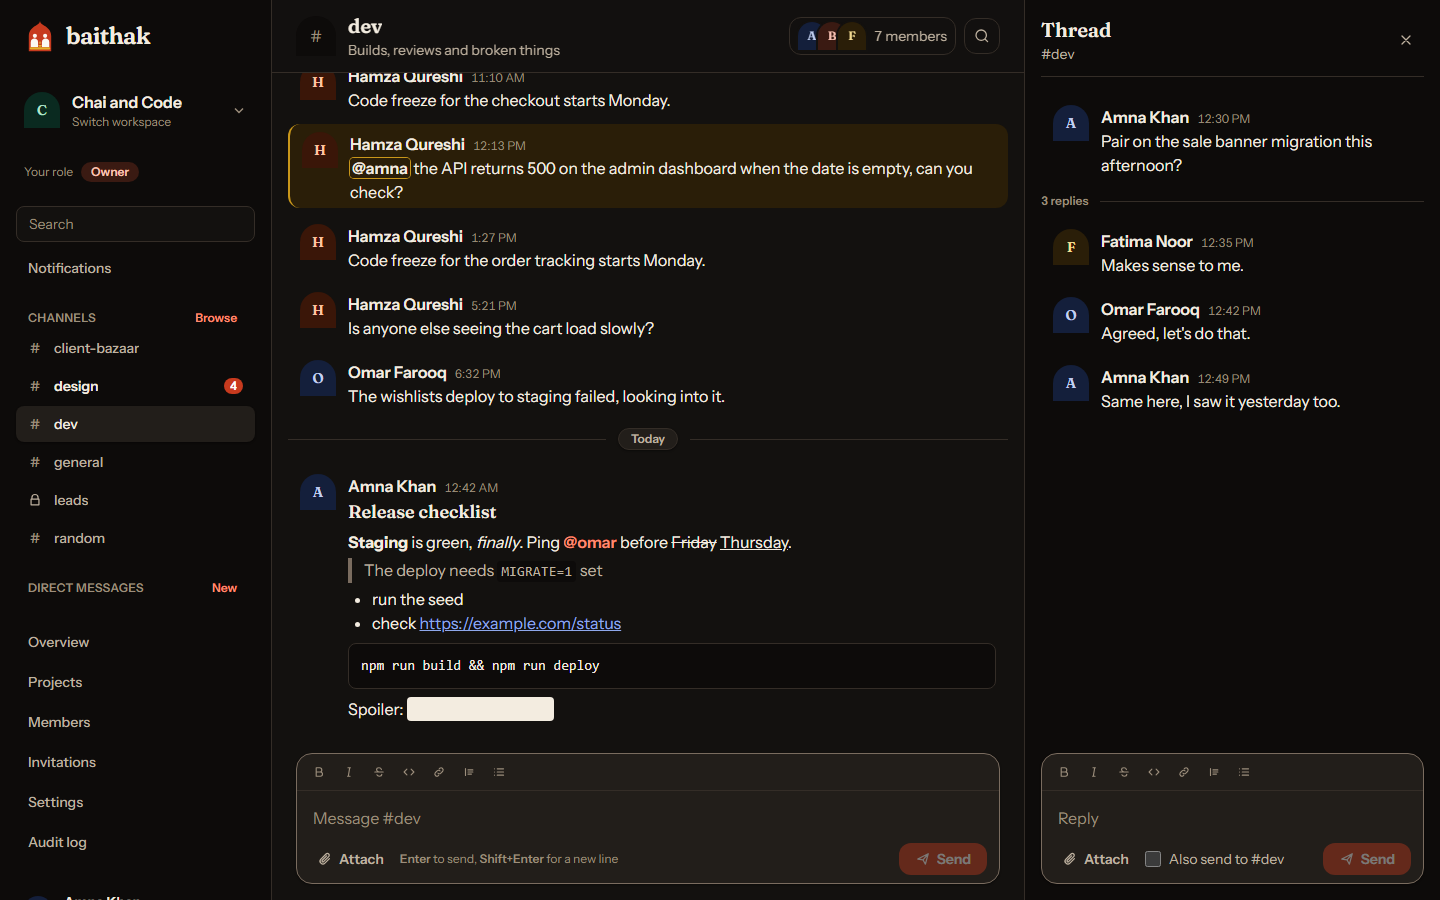 baithak
C
Chai and Code
Switch workspace
Your role Owner
Search
Notifications
CHANNELS Browse
# client-bazaar
# design 4
# dev
# general
leads
# random
DIRECT MESSAGES New
Overview
Projects
Members
Invitations
Settings
Audit log
Amna Khan
# dev
Builds, reviews and broken things
A B F 7 members
H Hamza Qureshi 11:10 AM
Code freeze for the checkout starts Monday.
H Hamza Qureshi 12:13 PM
@amna the API returns 500 on the admin dashboard when the date is empty, can you
check?
H Hamza Qureshi 1:27 PM
Code freeze for the order tracking starts Monday.
H Hamza Qureshi 5:21 PM
Is anyone else seeing the cart load slowly?
O Omar Farooq 6:32 PM
The wishlists deploy to staging failed, looking into it.
Today
A Amna Khan 12:42 AM
Release checklist
Staging is green, finally. Ping @omar before Friday Thursday.
The deploy needs MIGRATE=1 set
• run the seed
• check https://example.com/status
npm run build && npm run deploy
Spoiler:
B I S
Message #dev
Attach Enter to send, Shift+Enter for a new line Send
Thread
#dev
A Amna Khan 12:30 PM
Pair on the sale banner migration this
afternoon?
3 replies
F Fatima Noor 12:35 PM
Makes sense to me.
O Omar Farooq 12:42 PM
Agreed, let's do that.
A Amna Khan 12:49 PM
Same here, I saw it yesterday too.
B I S
Reply
Attach Also send to #dev Send